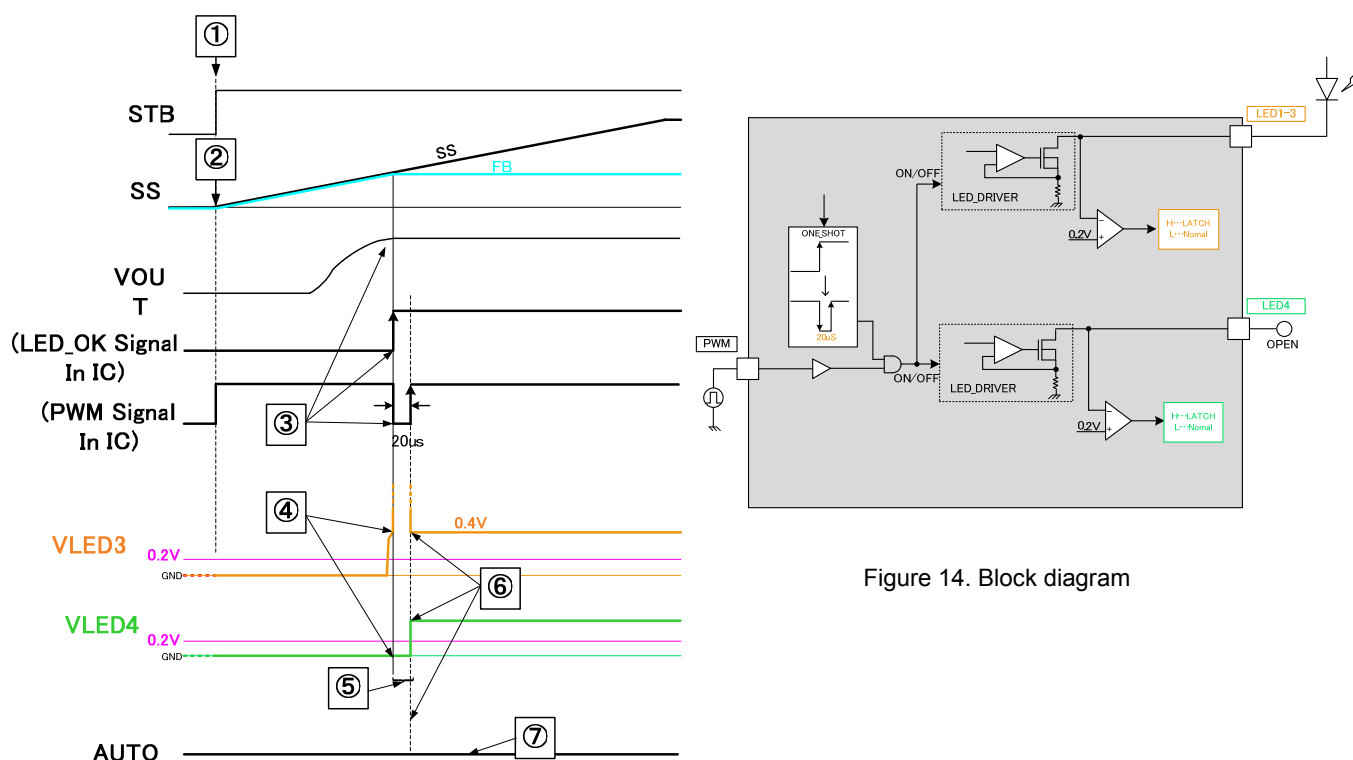 ①
STB
②
SS
SS
FB
VOU
T
(LED_OK Signal
In IC)
(PWM Signal
In IC)
③
20us
④
VLED3
0.2V
GND
0.4V
⑥
VLED4
0.2V
GND
⑤
⑦
AUTO
LED1-3
ON/OFF
LED_DRIVER
0.2V
H···LATCH
L···Nomal
ONE_SHOT
20uS
LED4
OPEN
PWM
ON/OFF
LED_DRIVER
0.2V
H···LATCH
L···Nomal
Figure 14. Block diagram